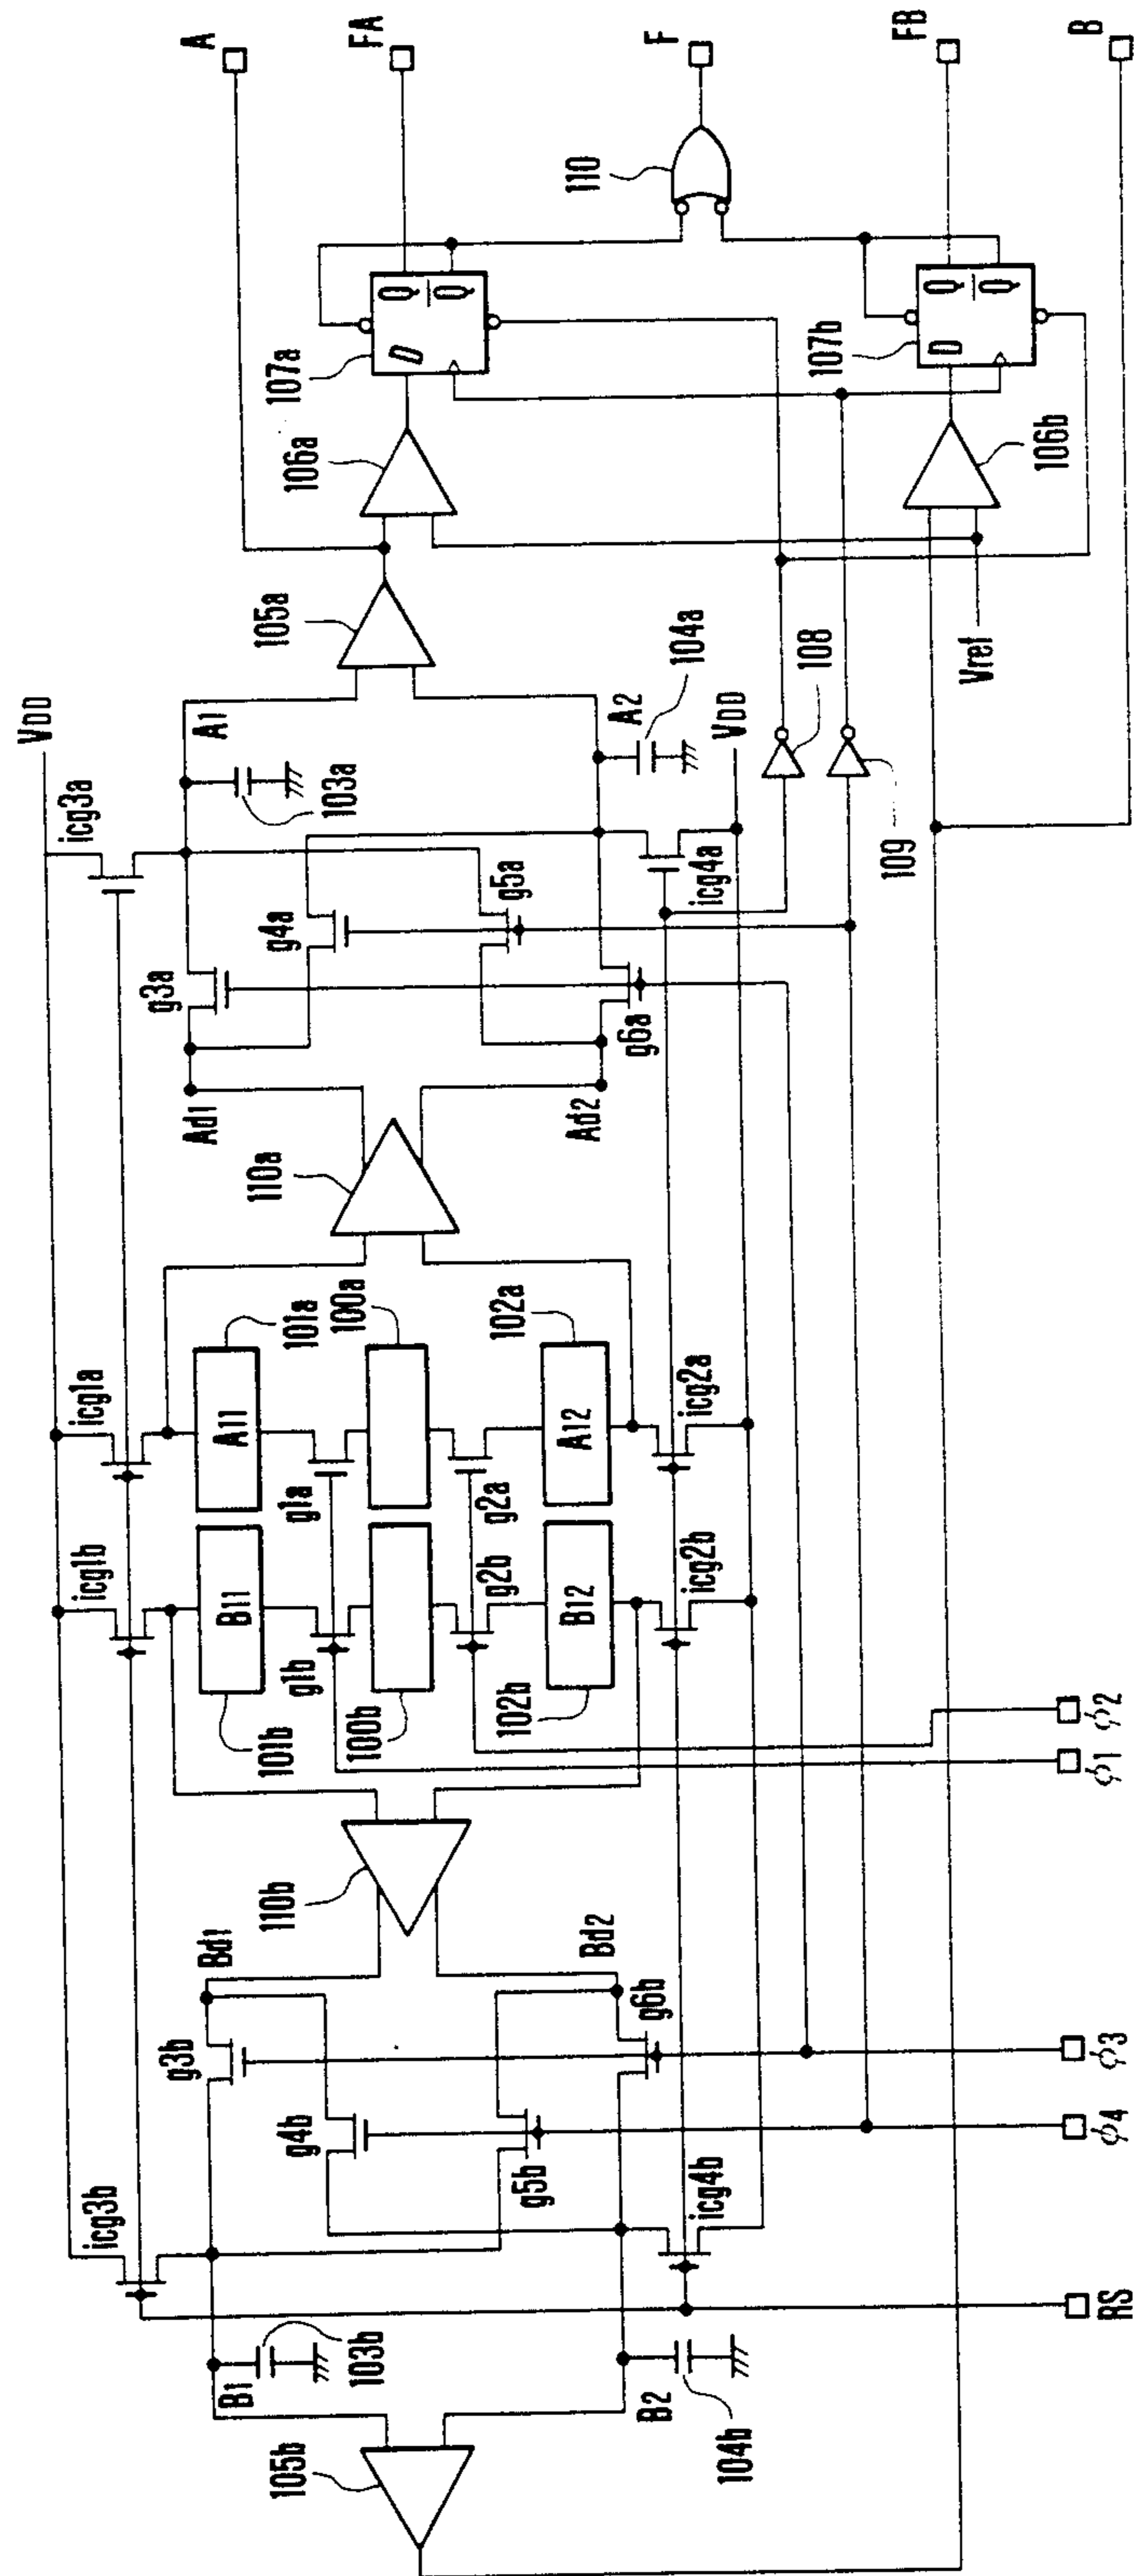 A
FA
F
FB
B
110
107a
D
Q
Q̅
107b
D
Q
Q̅
106a
106b
105a
Vref
VDD
A1
103a
A2
104a
VDD
108
109
icg3a
g3a
g4a
g5a
g6a
icg4a
Ad1
Ad2
110a
icg1a
101a
A11
g1a
100a
g2a
102a
A12
icg2a
icg1b
101b
B11
g1b
100b
g2b
102b
B12
icg2b
110b
Bd1
Bd2
g3b
g4b
g5b
g6b
icg3b
icg4b
B1
103b
B2
104b
105b
φ2
φ1
φ3
φ4
RS